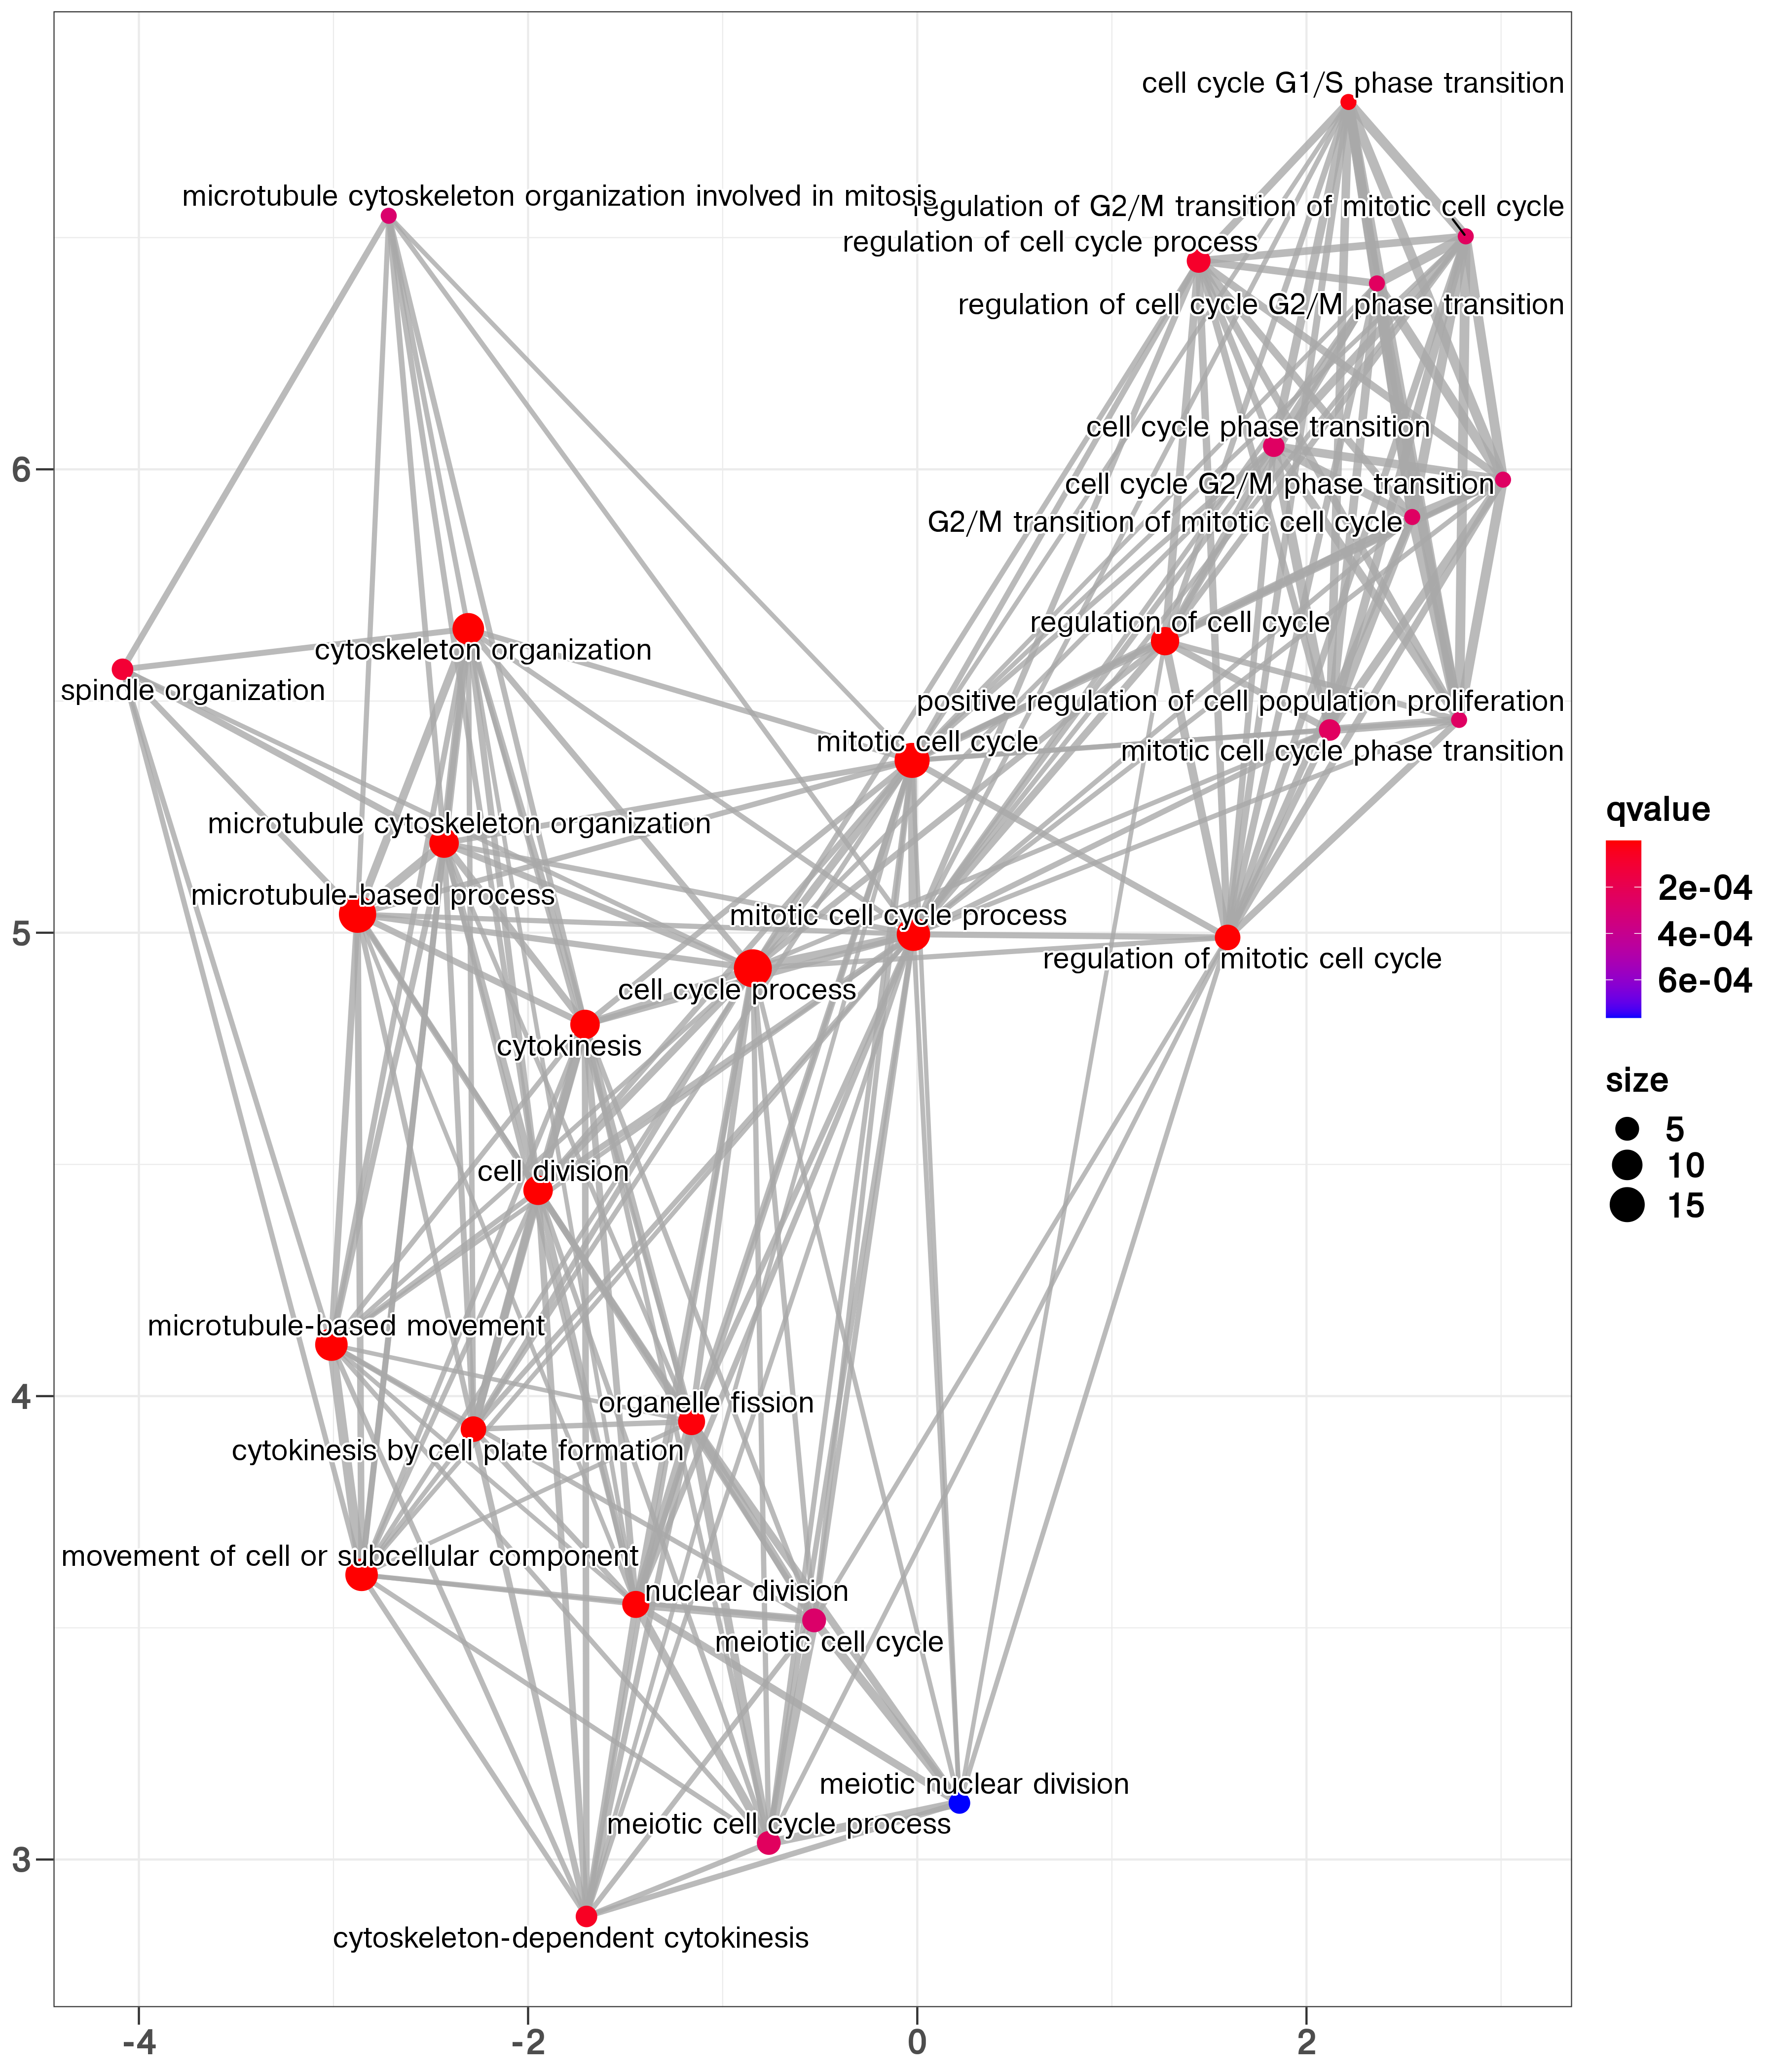 cell cycle G1/S phase transition
microtubule cytoskeleton organization involved in mitosis
regulation of G2/M transition of mitotic cell cycle
regulation of cell cycle process
regulation of cell cycle G2/M phase transition
cell cycle phase transition
6
cell cycle G2/M phase transition
G2/M transition of mitotic cell cycle
regulation of cell cycle
cytoskeleton organization
spindle organization
positive regulation of cell population proliferation
mitotic cell cycle
mitotic cell cycle phase transition
microtubule cytoskeleton organization
microtubule-based process
mitotic cell cycle process
5
regulation of mitotic cell cycle
cell cycle process
cytokinesis
cell division
microtubule-based movement
4
organelle fission
cytokinesis by cell plate formation
movement of cell or subcellular component
nuclear division
meiotic cell cycle
meiotic nuclear division
meiotic cell cycle process
3
cytoskeleton-dependent cytokinesis
-4
-2
0
2
qvalue
2e-04
4e-04
6e-04
size
5
10
15